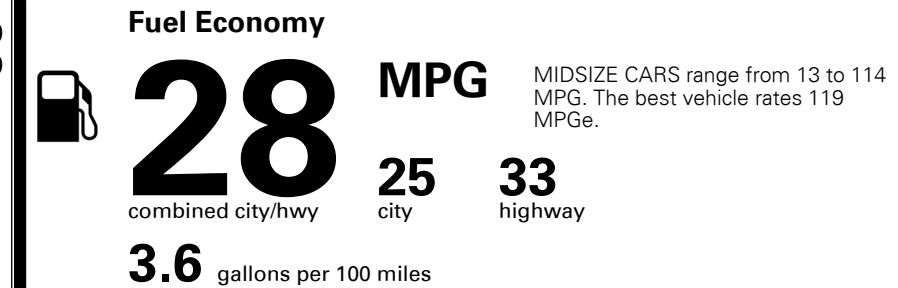 Fuel Economy
28
MPG
MIDSIZE CARS range from 13 to 114
MPG. The best vehicle rates 119
MPGe.
combined city/hwy
25
city
33
highway
3.6 gallons per 100 miles